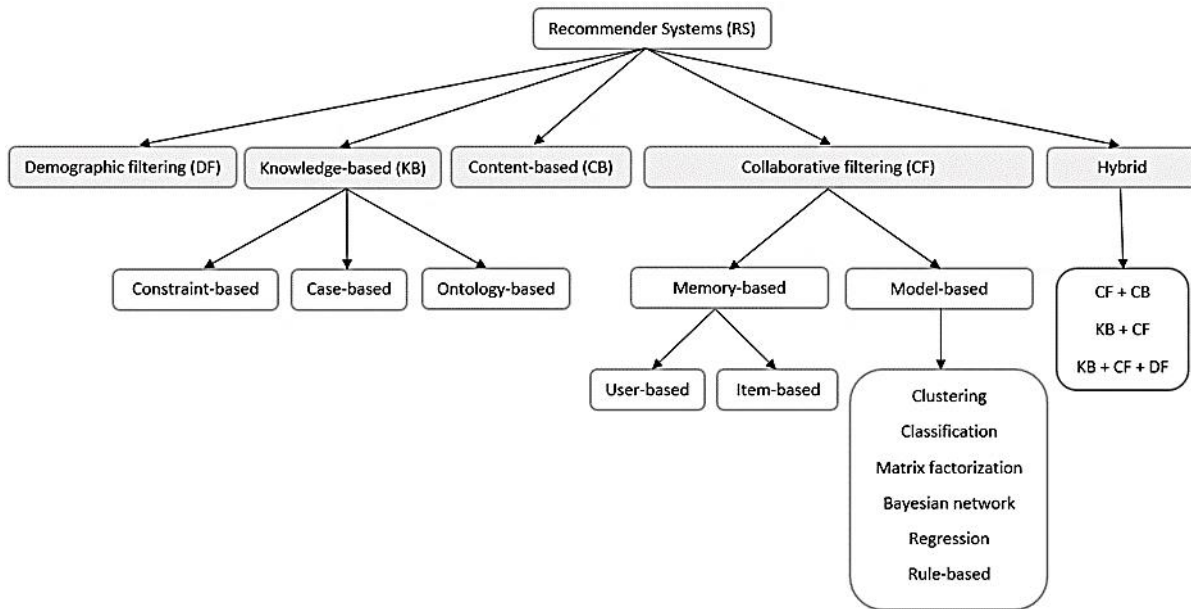 Recommender Systems (RS)
Demographic filtering (DF)
Knowledge-based (KB)
Content-based (CB)
Collaborative filtering (CF)
Hybrid
Constraint-based
Case-based
Ontology-based
Memory-based
Model-based
CF + CB
KB + CF
KB + CF + DF
User-based
Item-based
Clustering
Classification
Matrix factorization
Bayesian network
Regression
Rule-based